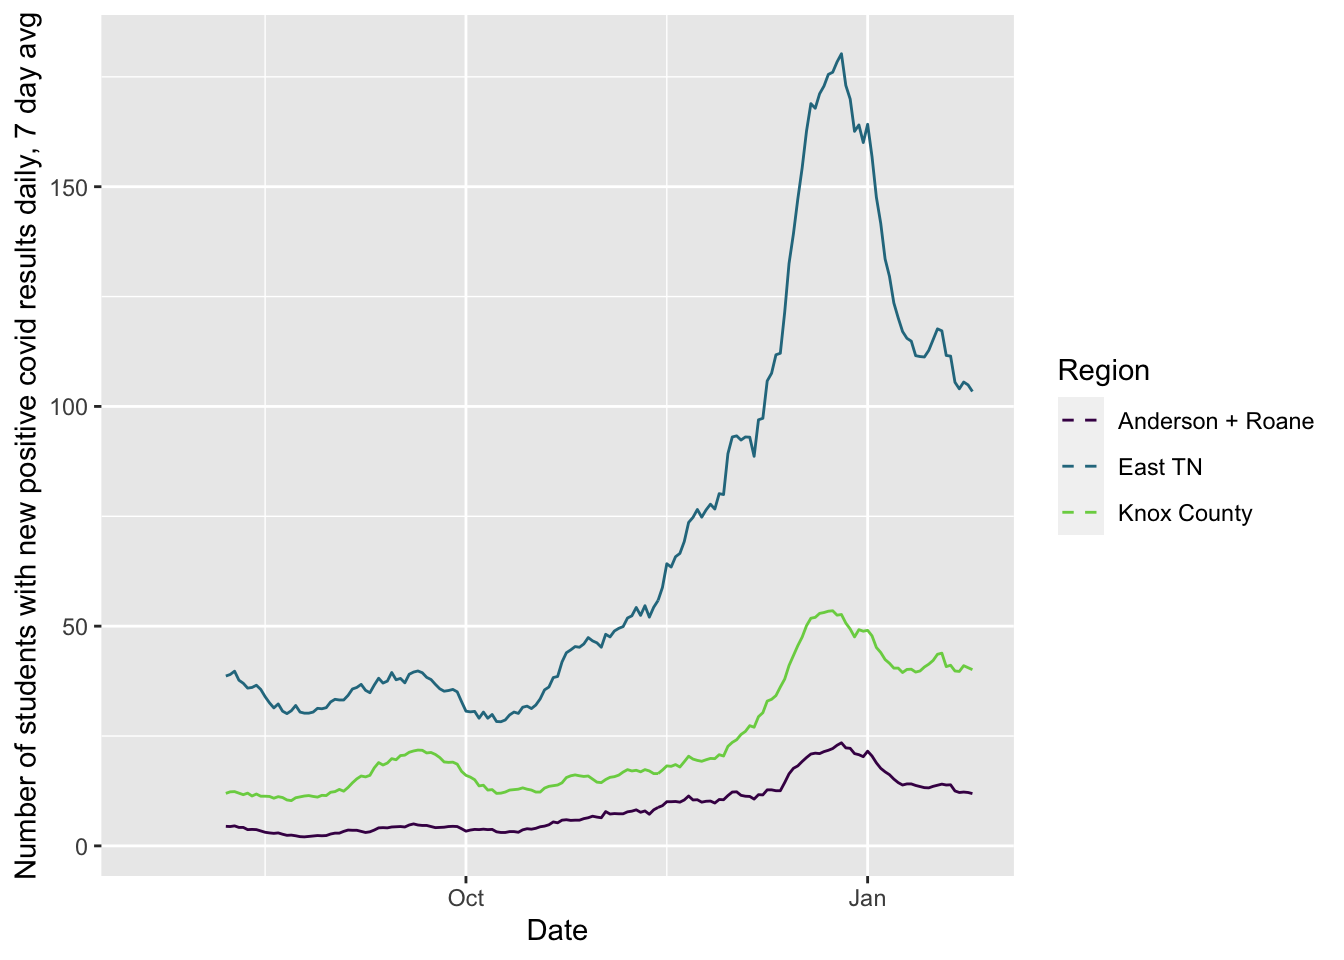 Number of students with new positive covid results daily, 7 day avg
150
100
50
0
Oct
Jan
Date
Region
Anderson + Roane
East TN
Knox County